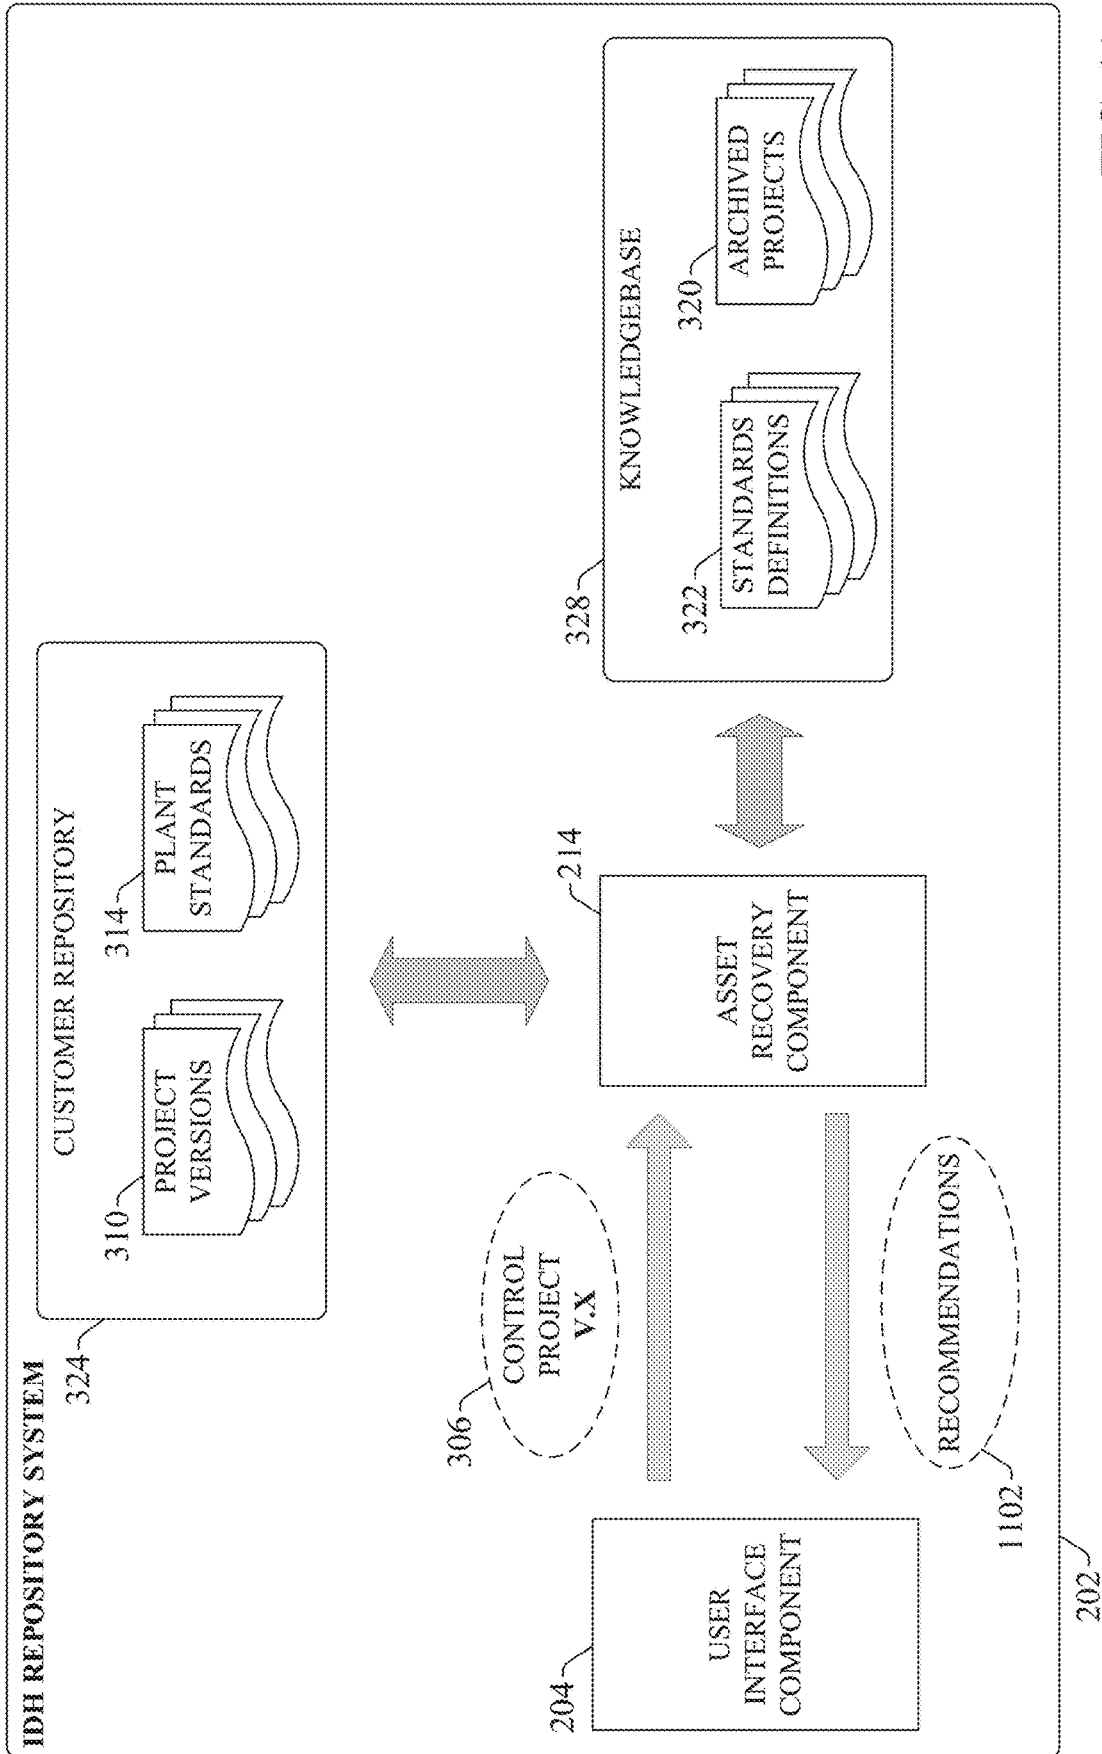 IDH REPOSITORY SYSTEM
324
CUSTOMER REPOSITORY
310
PROJECT
VERSIONS
314
PLANT
STANDARDS
306
CONTROL
PROJECT
V.X
204
USER
INTERFACE
COMPONENT
214
ASSET
RECOVERY
COMPONENT
RECOMMENDATIONS
1102
328
KNOWLEDGEBASE
322
STANDARDS
DEFINITIONS
320
ARCHIVED
PROJECTS
202